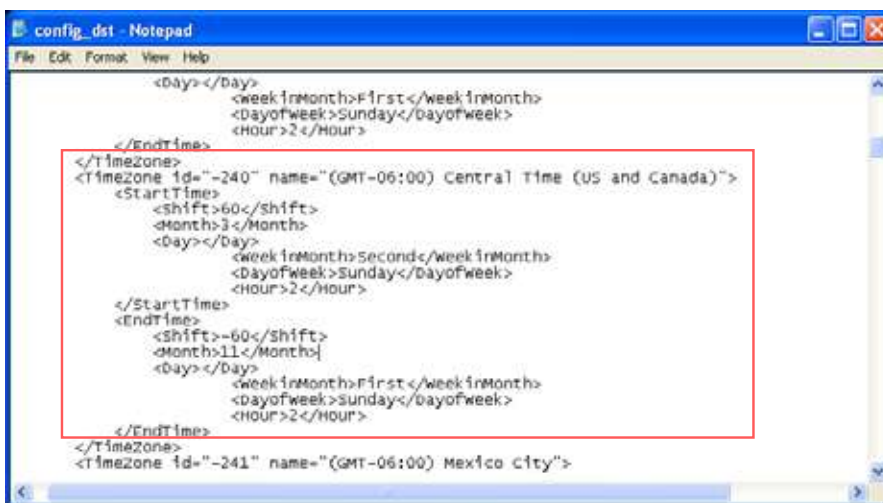 config_dst - Notepad
File Edit Format View Help
<Day></Day>
<WeekinMonth>First</WeekinMonth>
<DayofWeek>Sunday</DayofWeek>
<Hour>2</Hour>
</EndTime>
</TimeZone>
<TimeZone id="-240" name="(GMT-06:00) Central Time (US and Canada)">
<StartTime>
<Shift>60</Shift>
<Month>3</Month>
<Day></Day>
<WeekinMonth>Second</WeekinMonth>
<DayofWeek>Sunday</DayofWeek>
<Hour>2</Hour>
</StartTime>
<EndTime>
<Shift>-60</Shift>
<Month>11</Month>
<Day></Day>
<WeekinMonth>First</WeekinMonth>
<DayofWeek>Sunday</DayofWeek>
<Hour>2</Hour>
</EndTime>
</TimeZone>
<TimeZone id="-241" name="(GMT-06:00) Mexico City">